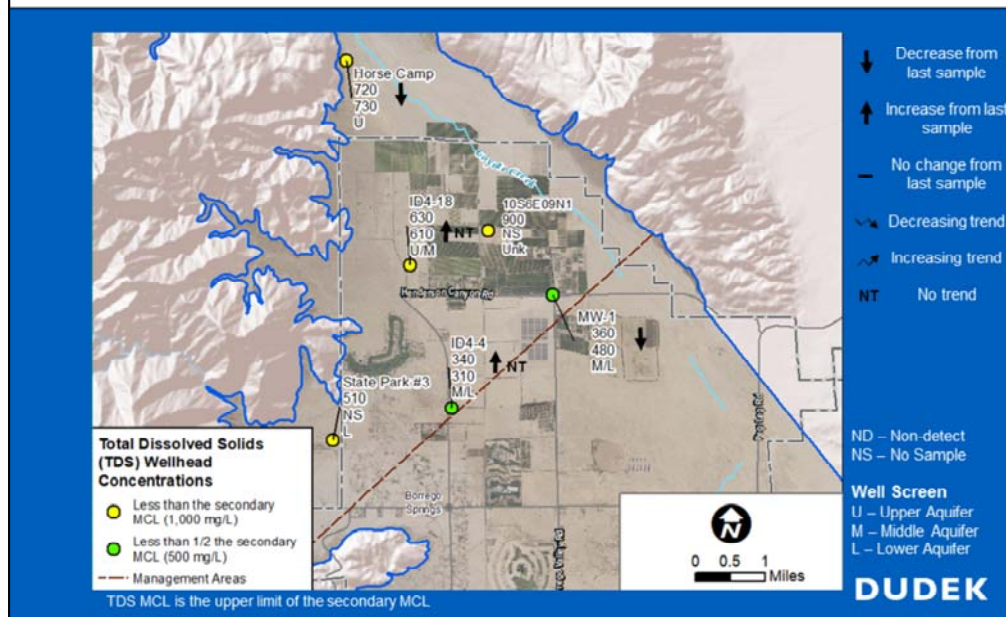 Horse Camp
720
730
U
ID4-18
630
610
U/M
NT
10S6E09N1
900
NS
Unk
Henderson Canyon Rd
MW-1
360
480
M/L
ID4-4
340
310
M/L
NT
State Park #3
510
NS
L
Borrego
Springs
Total Dissolved Solids
(TDS) Wellhead
Concentrations
Less than the secondary
MCL (1,000 mg/L)
Less than 1/2 the secondary
MCL (500 mg/L)
Management Areas
N
0 0.5 1
Miles
Decrease from
last sample
Increase from last
sample
No change from
last sample
Decreasing trend
Increasing trend
NT No trend
ND – Non-detect
NS – No Sample
Well Screen
U – Upper Aquifer
M – Middle Aquifer
L – Lower Aquifer
DUDEK
TDS MCL is the upper limit of the secondary MCL